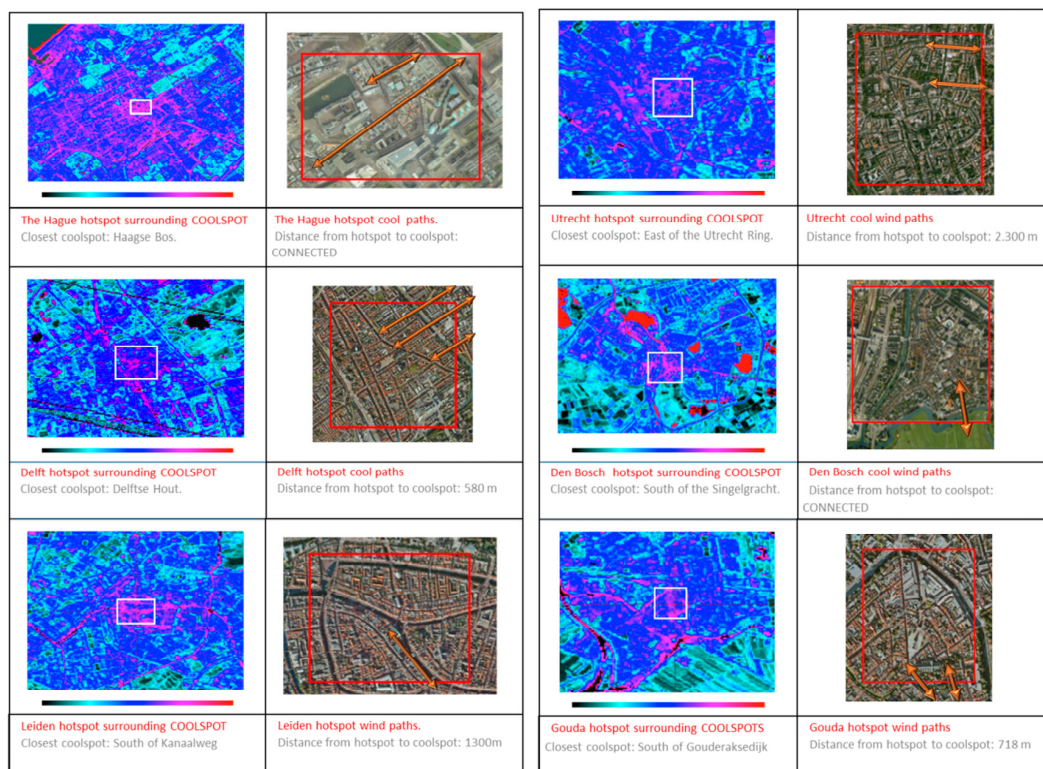 The Hague hotspot surrounding COOLSPOT
Closest coolspot: Haagse Bos.
The Hague hotspot cool paths.
Distance from hotspot to coolspot:
CONNECTED
Delft hotspot surrounding COOLSPOT
Closest coolspot: Delftse Hout.
Delft hotspot cool paths
Distance from hotspot to coolspot: 580 m
Leiden hotspot surrounding COOLSPOT
Closest coolspot: South of Kanaalweg
Leiden hotspot wind paths.
Distance from hotspot to coolspot: 1300m
Utrecht hotspot surrounding COOLSPOT
Closest coolspot: East of the Utrecht Ring.
Utrecht cool wind paths
Distance from hotspot to coolspot: 2.300 m
Den Bosch hotspot surrounding COOLSPOT
Closest coolspot: South of the Singelgracht.
Den Bosch cool wind paths
Distance from hotspot to coolspot:
CONNECTED
Gouda hotspot surrounding COOLSPOTS
Closest coolspot: South of Gouderaksedijk
Gouda hotspot wind paths
Distance from hotspot to coolspot: 718 m